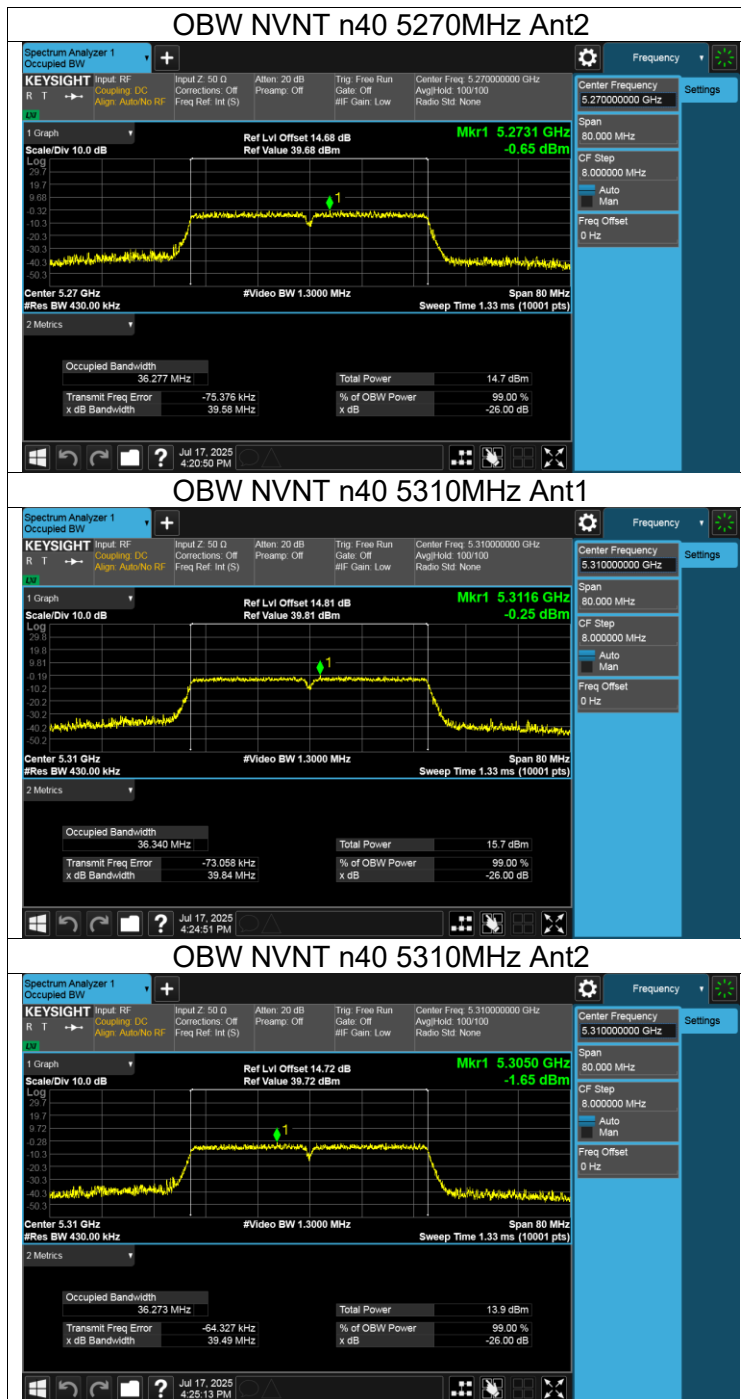 OBW NVNT n40 5270MHz Ant2
Spectrum Analyzer 1
Occupied BW
+
Frequency
KEYSIGHT
R T
LXI
Input: RF
Coupling: DC
Align: Auto/No RF
Input Z: 50 Ω
Corrections: Off
Freq Ref: Int (S)
Atten: 20 dB
Preamp: Off
Trig: Free Run
Gate: Off
#IF Gain: Low
Center Freq: 5.270000000 GHz
Avg|Hold: 100/100
Radio Std: None
Center Frequency
5.270000000 GHz
Settings
Span
80.000 MHz
CF Step
8.000000 MHz
Auto
Man
Freq Offset
0 Hz
1 Graph
Scale/Div 10.0 dB
Ref Lvl Offset 14.68 dB
Ref Value 39.68 dBm
Mkr1 5.2731 GHz
-0.65 dBm
Log
29.7
19.7
9.68
-0.32
-10.3
-20.3
-30.3
-40.3
-50.3
1
Center 5.27 GHz
#Res BW 430.00 kHz
#Video BW 1.3000 MHz
Span 80 MHz
Sweep Time 1.33 ms (10001 pts)
2 Metrics
Occupied Bandwidth
36.277 MHz
Total Power 14.7 dBm
Transmit Freq Error -75.376 kHz
% of OBW Power 99.00 %
x dB Bandwidth 39.58 MHz
x dB -26.00 dB
?
Jul 17, 2025
4:20:50 PM
OBW NVNT n40 5310MHz Ant1
Spectrum Analyzer 1
Occupied BW
+
Frequency
KEYSIGHT
R T
LXI
Input: RF
Coupling: DC
Align: Auto/No RF
Input Z: 50 Ω
Corrections: Off
Freq Ref: Int (S)
Atten: 20 dB
Preamp: Off
Trig: Free Run
Gate: Off
#IF Gain: Low
Center Freq: 5.310000000 GHz
Avg|Hold: 100/100
Radio Std: None
Center Frequency
5.310000000 GHz
Settings
Span
80.000 MHz
CF Step
8.000000 MHz
Auto
Man
Freq Offset
0 Hz
1 Graph
Scale/Div 10.0 dB
Ref Lvl Offset 14.81 dB
Ref Value 39.81 dBm
Mkr1 5.3116 GHz
-0.25 dBm
Log
29.8
19.8
9.81
-0.19
-10.2
-20.2
-30.2
-40.2
-50.2
1
Center 5.31 GHz
#Res BW 430.00 kHz
#Video BW 1.3000 MHz
Span 80 MHz
Sweep Time 1.33 ms (10001 pts)
2 Metrics
Occupied Bandwidth
36.340 MHz
Total Power 15.7 dBm
Transmit Freq Error -73.058 kHz
% of OBW Power 99.00 %
x dB Bandwidth 39.84 MHz
x dB -26.00 dB
?
Jul 17, 2025
4:24:51 PM
OBW NVNT n40 5310MHz Ant2
Spectrum Analyzer 1
Occupied BW
+
Frequency
KEYSIGHT
R T
LXI
Input: RF
Coupling: DC
Align: Auto/No RF
Input Z: 50 Ω
Corrections: Off
Freq Ref: Int (S)
Atten: 20 dB
Preamp: Off
Trig: Free Run
Gate: Off
#IF Gain: Low
Center Freq: 5.310000000 GHz
Avg|Hold: 100/100
Radio Std: None
Center Frequency
5.310000000 GHz
Settings
Span
80.000 MHz
CF Step
8.000000 MHz
Auto
Man
Freq Offset
0 Hz
1 Graph
Scale/Div 10.0 dB
Ref Lvl Offset 14.72 dB
Ref Value 39.72 dBm
Mkr1 5.3050 GHz
-1.65 dBm
Log
29.7
19.7
9.72
-0.28
-10.3
-20.3
-30.3
-40.3
-50.3
1
Center 5.31 GHz
#Res BW 430.00 kHz
#Video BW 1.3000 MHz
Span 80 MHz
Sweep Time 1.33 ms (10001 pts)
2 Metrics
Occupied Bandwidth
36.273 MHz
Total Power 13.9 dBm
Transmit Freq Error -64.327 kHz
% of OBW Power 99.00 %
x dB Bandwidth 39.49 MHz
x dB -26.00 dB
?
Jul 17, 2025
4:25:13 PM